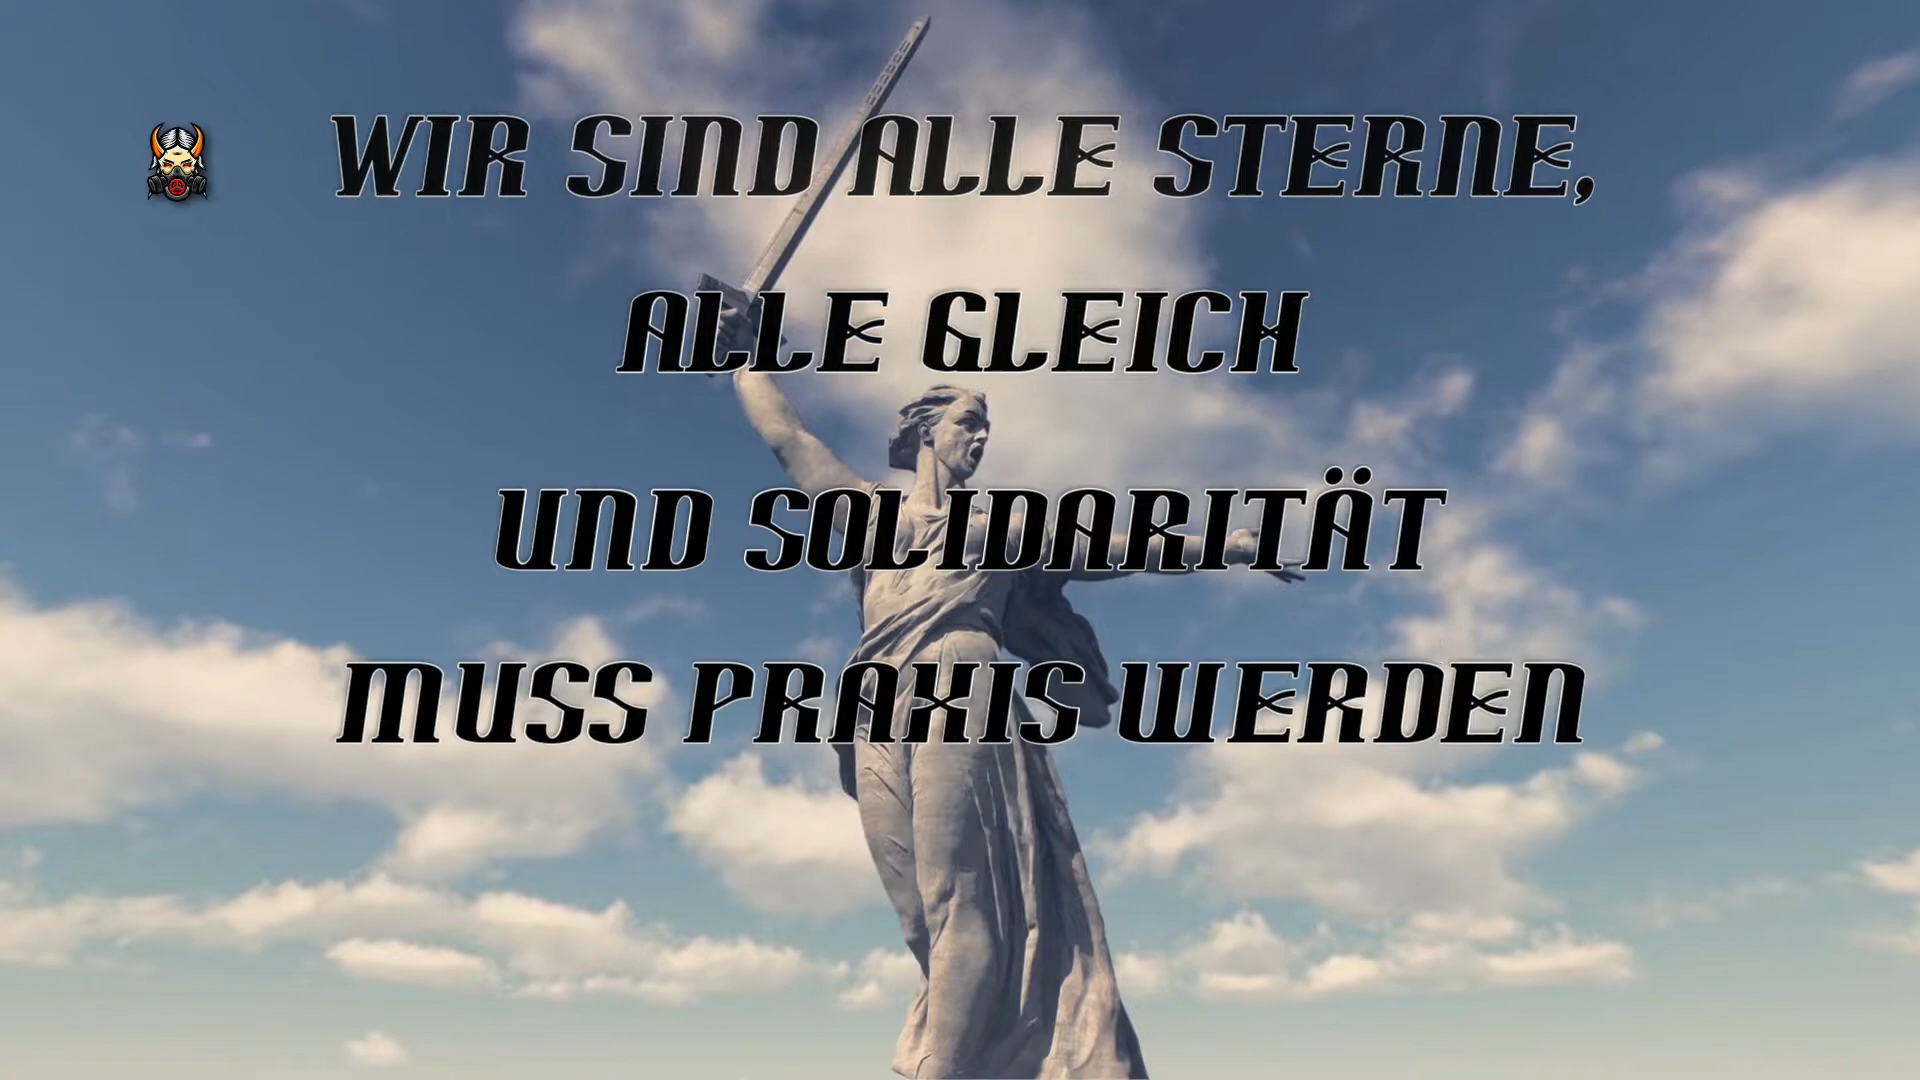 WIR SIND ALLE STERNE,
ALLE GLEICH
UND SOLIDARITÄT
MUSS PRAXIS WERDEN